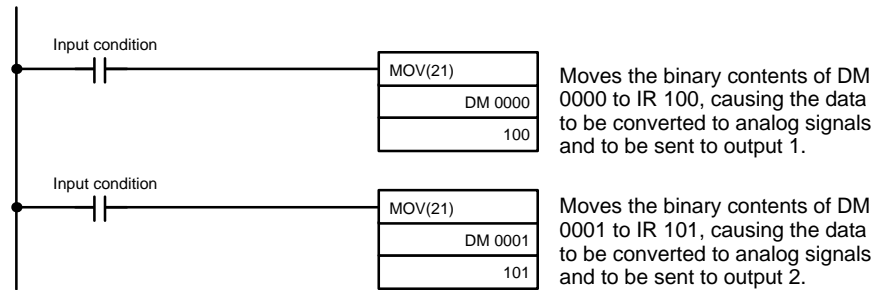 Input condition
MOV(21)
DM 0000
100
Moves the binary contents of DM
0000 to IR 100, causing the data
to be converted to analog signals
and to be sent to output 1.
Input condition
MOV(21)
DM 0001
101
Moves the binary contents of DM
0001 to IR 101, causing the data
to be converted to analog signals
and to be sent to output 2.